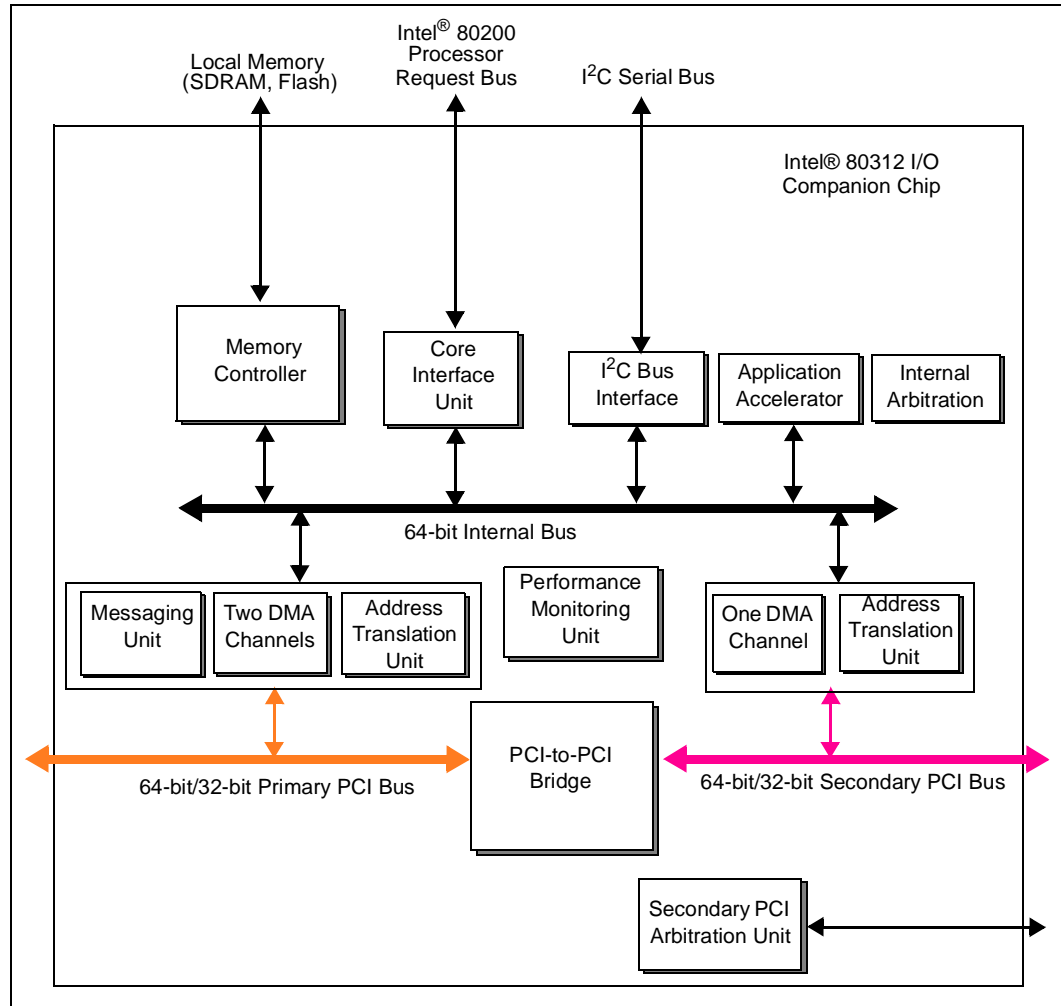 Local Memory
(SDRAM, Flash)
Intel® 80200
Processor
Request Bus
I²C Serial Bus
Intel® 80312 I/O
Companion Chip
Memory
Controller
Core
Interface
Unit
I²C Bus
Interface
Application
Accelerator
Internal
Arbitration
64-bit Internal Bus
Messaging
Unit
Two DMA
Channels
Address
Translation
Unit
Performance
Monitoring
Unit
One DMA
Channel
Address
Translation
Unit
PCI-to-PCI
Bridge
64-bit/32-bit Primary PCI Bus
64-bit/32-bit Secondary PCI Bus
Secondary PCI
Arbitration Unit